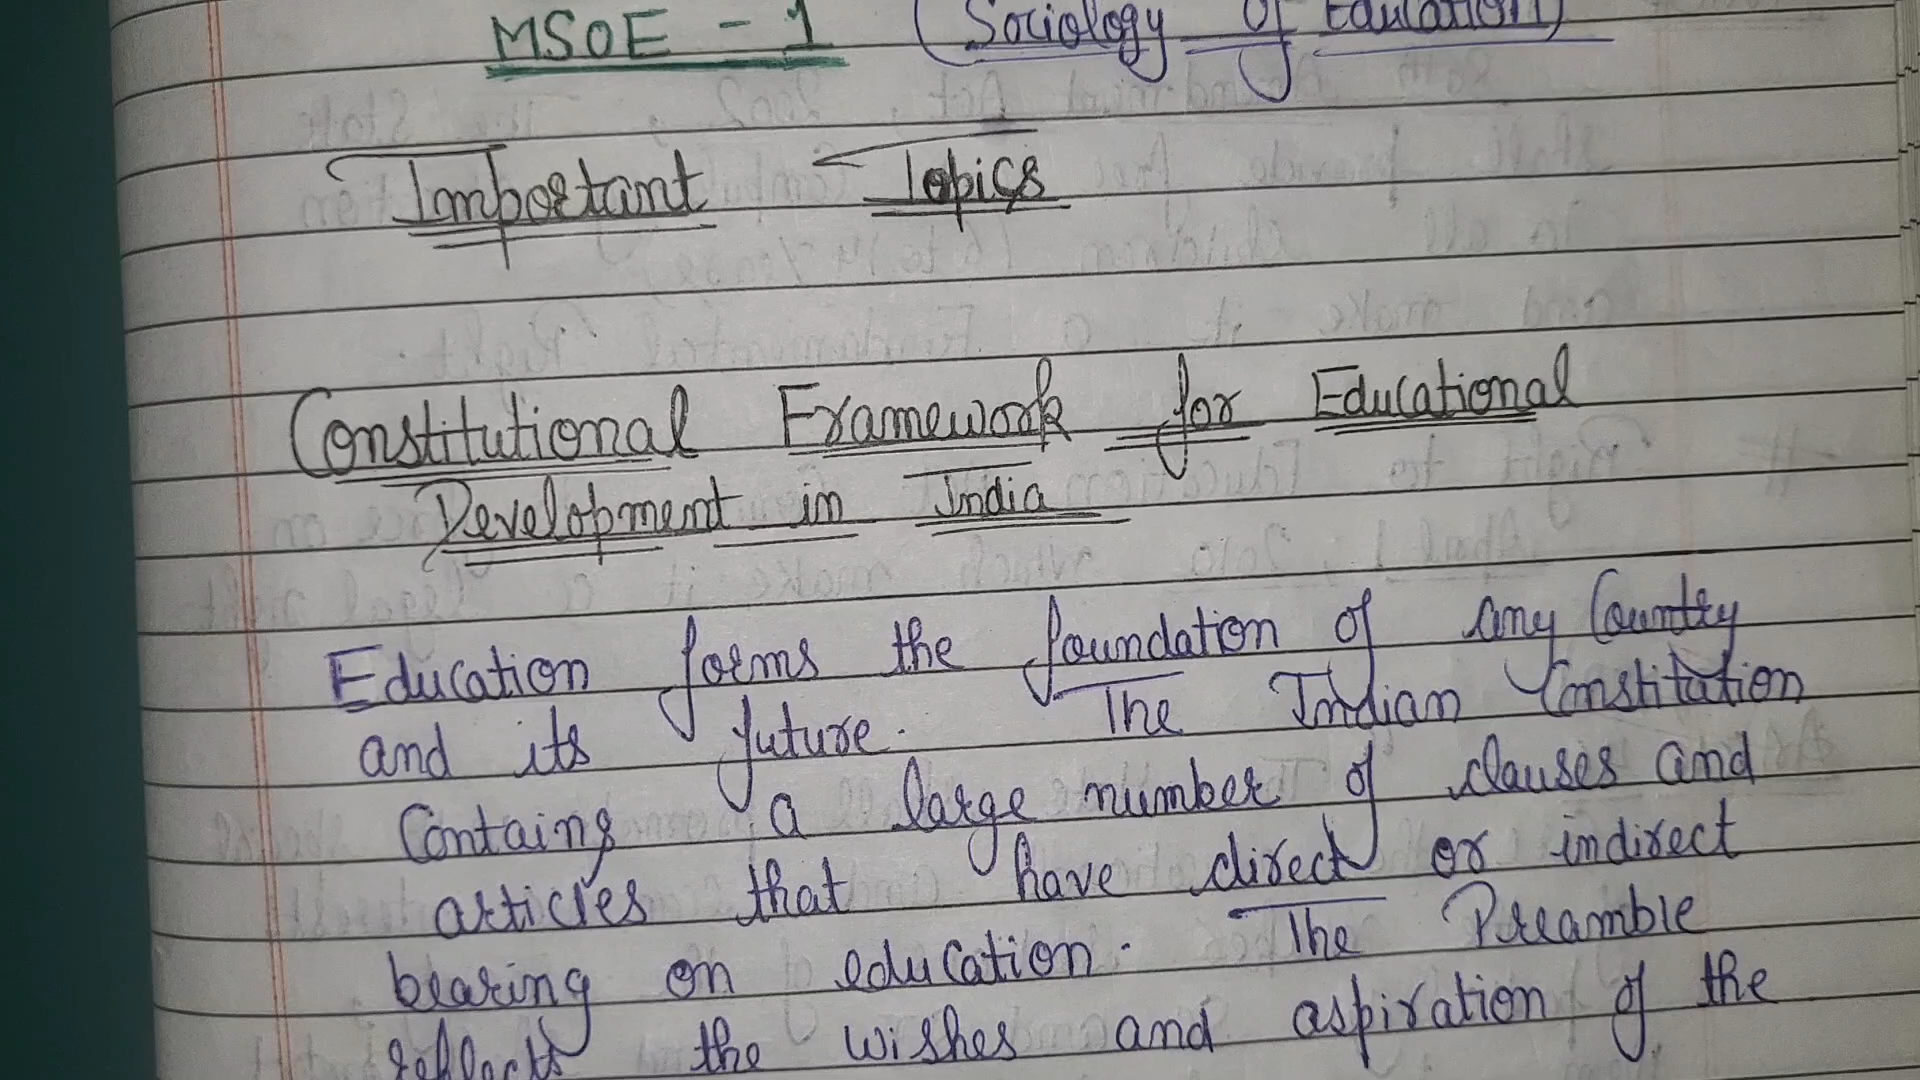 MSOE - 1 (Sociology of Education)
Important Topics
Constitutional Framework for Educational
Development in India
Education forms the foundation of any Country
and its future. The Indian Constitution
Contains a large number of clauses and
articles that have direct or indirect
bearing on education. The Preamble
reflects the wishes and aspiration of the